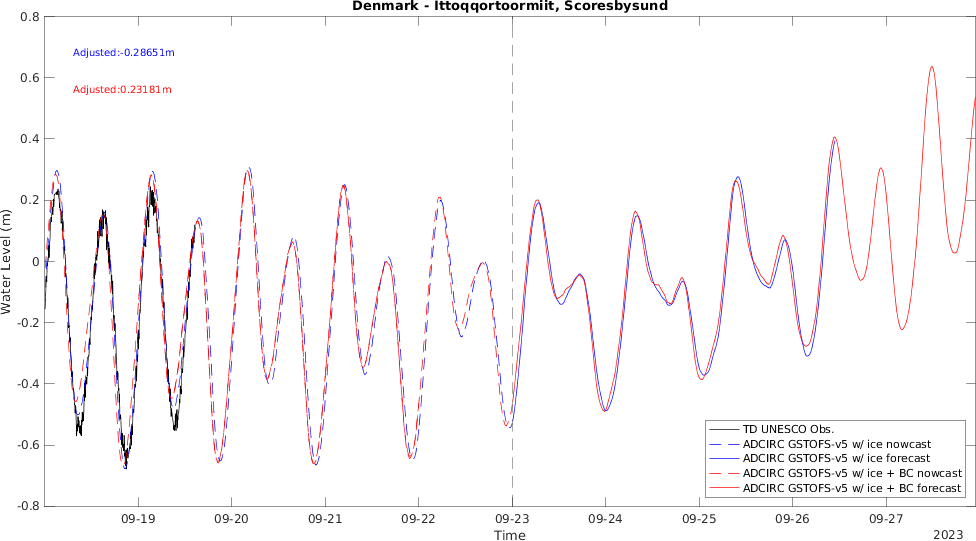 Denmark - Ittoqqortoormiit, Scoresbysund
0.8
0.6
0.4
0.2
0
-0.2
-0.4
-0.6
-0.8
Water Level (m)
Adjusted:-0.28651m
Adjusted:0.23181m
TD UNESCO Obs.
ADCIRC GSTOFS-v5 w/ ice nowcast
ADCIRC GSTOFS-v5 w/ ice forecast
ADCIRC GSTOFS-v5 w/ ice + BC nowcast
ADCIRC GSTOFS-v5 w/ ice + BC forecast
09-19 09-20 09-21 09-22 09-23 09-24 09-25 09-26 09-27
Time
2023